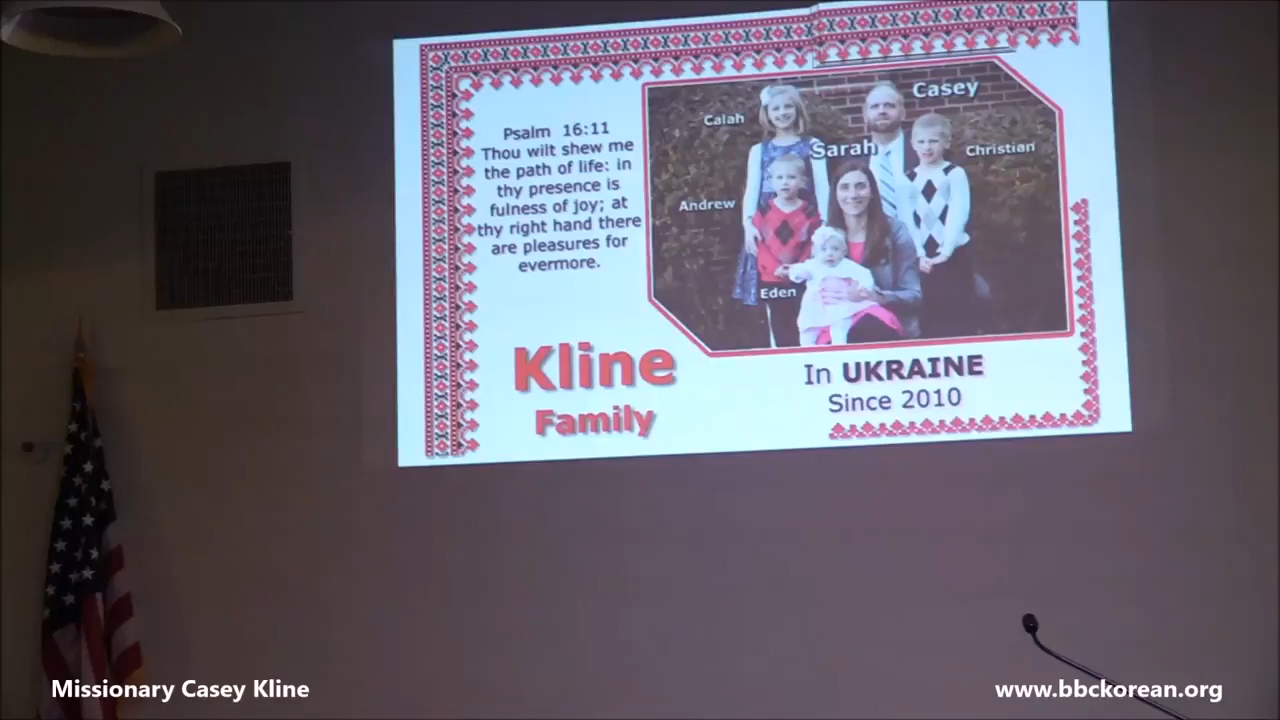 Psalm 16:11
Thou wilt shew me
the path of life: in
thy presence is
fulness of joy; at
thy right hand there
are pleasures for
evermore.
Casey
Calah
Sarah
Christian
Andrew
Eden
Kline
Family
In UKRAINE
Since 2010
Missionary Casey Kline
www.bbckorean.org